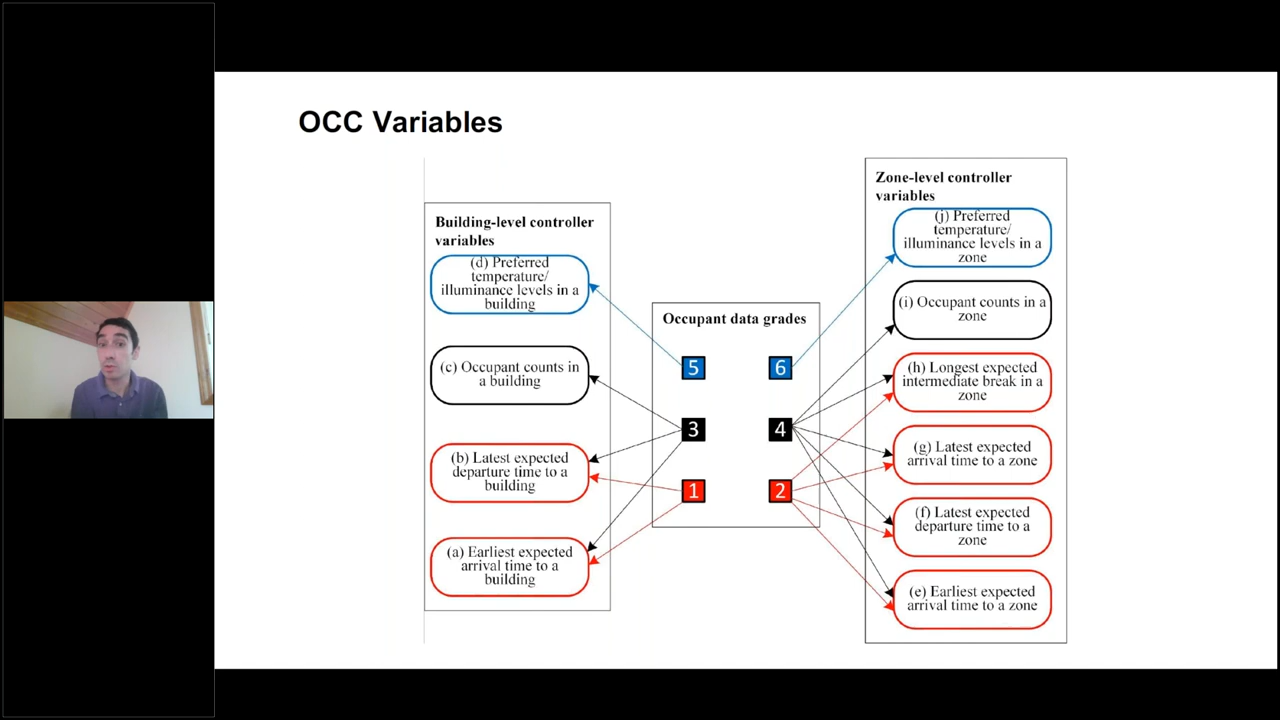 OCC Variables
Building-level controller
variables
(d) Preferred
temperature/
illuminance levels in a
building
(c) Occupant counts in
a building
(b) Latest expected
departure time to a
building
(a) Earliest expected
arrival time to a
building
Occupant data grades
5
6
3
4
1
2
Zone-level controller
variables
(j) Preferred
temperature/
illuminance levels in a
zone
(i) Occupant counts in a
zone
(h) Longest expected
intermediate break in a
zone
(g) Latest expected
arrival time to a zone
(f) Latest expected
departure time to a
zone
(e) Earliest expected
arrival time to a zone